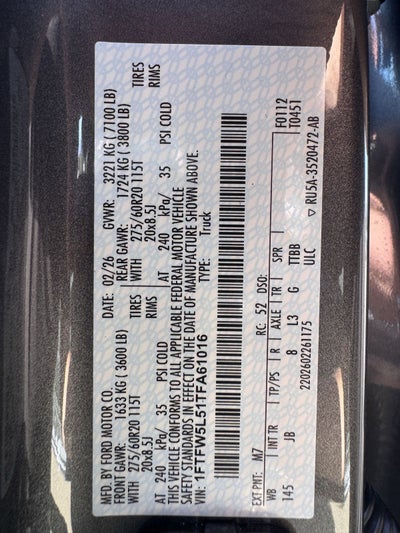 MFD. BY FORD MOTOR CO.
DATE: 02/26 GVWR: 3221 KG ( 7100 LB)
FRONT GAWR: 1633 KG ( 3600 LB) REAR GAWR: 1724 KG ( 3800 LB)
275/60R20 115T TIRES WITH 275/60R20 115T TIRES
20x8.5J RIMS 20x8.5J RIMS
AT 240 kPa/ 35 PSI COLD AT 240 kPa/ 35 PSI COLD
THIS VEHICLE CONFORMS TO ALL APPLICABLE FEDERAL MOTOR VEHICLE
SAFETY STANDARDS IN EFFECT ON THE DATE OF MANUFACTURE SHOWN ABOVE.
VIN: 1FTFW5L51TFA61016 TYPE: Truck
F0112
T0451
EXT PNT: M7 RC: 52 DSO:
WB INT TR TP/PS R AXLE TR SPR
145 JB 8 L3 G TTBB
ULC
2202602261175
RU5A-3520472-AB